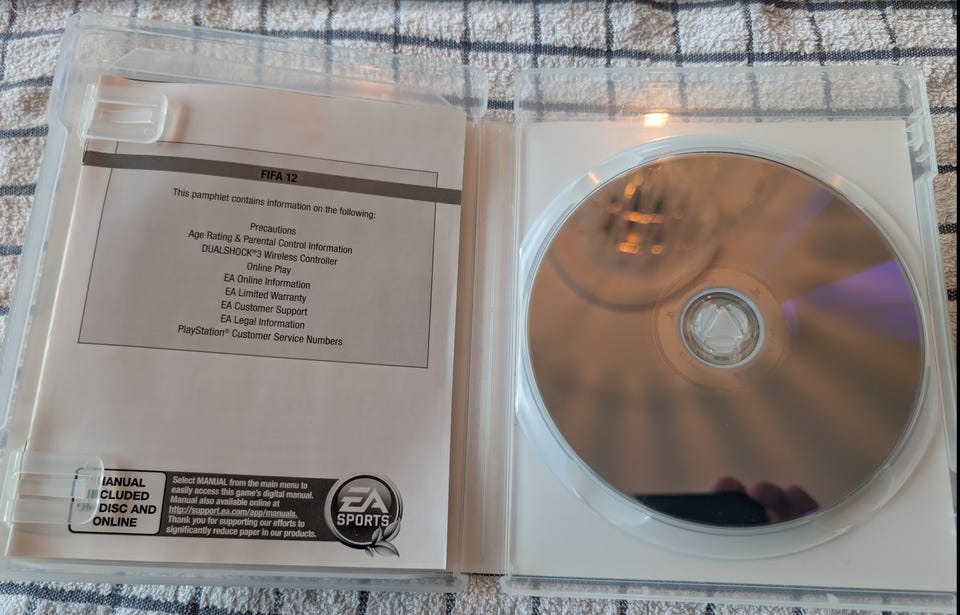 FIFA 12
This pamphlet contains information on the following:
Precautions
Age Rating & Parental Control Information
DUALSHOCK®3 Wireless Controller
Online Play
EA Online Information
EA Limited Warranty
EA Customer Support
EA Legal Information
PlayStation® Customer Service Numbers
MANUAL
INCLUDED
ON DISC AND
ONLINE
Select MANUAL from the main menu to
easily access this game's digital manual.
Manual also available online at
http://support.ea.com/app/manuals.
Thank you for supporting our efforts to
significantly reduce paper in our products.
EA
SPORTS